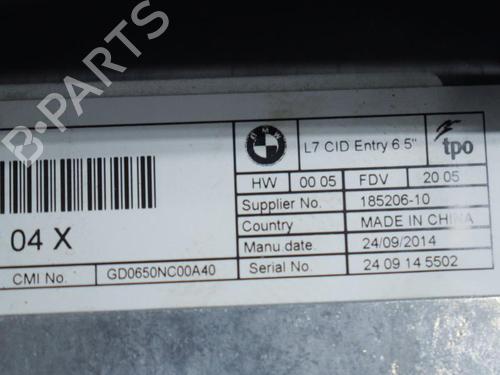 B-PARTS
BMW
L7 CID Entry 6.5"
tpo
HW 00 05 FDV 20 05
Supplier No. 185206-10
04 X
Country MADE IN CHINA
Manu date. 24/09/2014
CMI No. GD0650NC00A40
Serial No. 24 09 14 5502